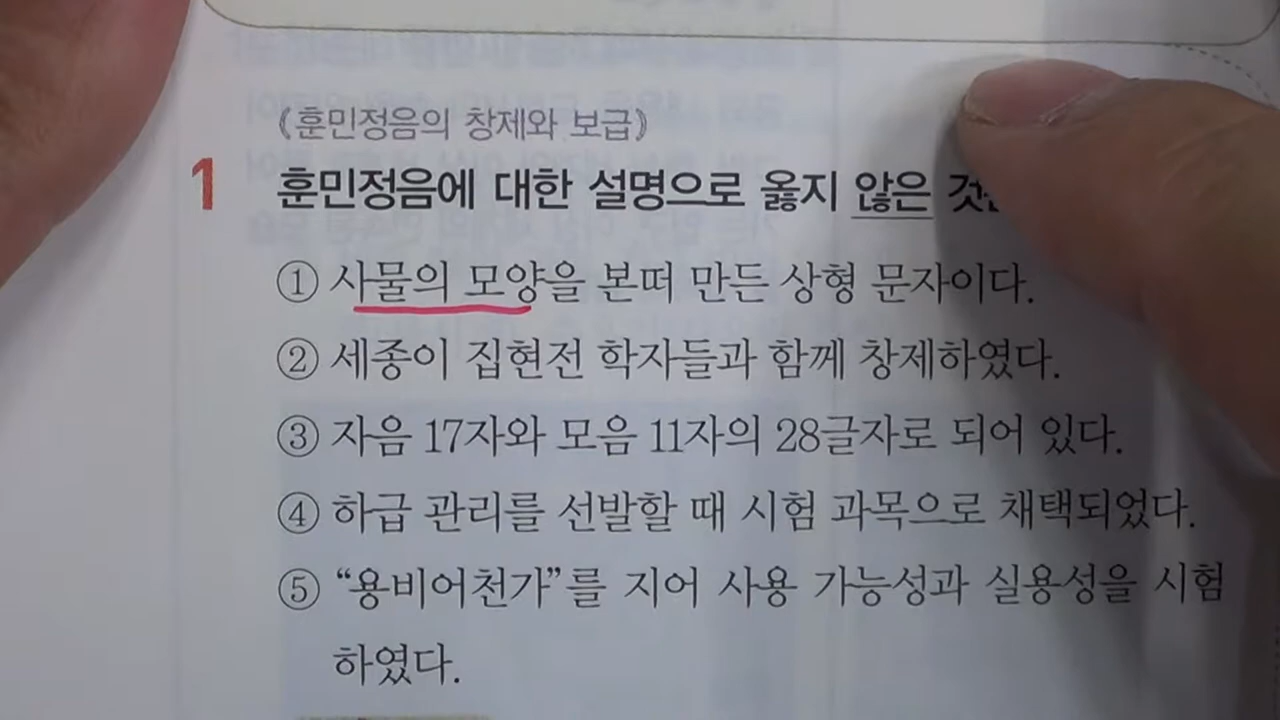 《훈민정음의 창제와 보급》
1 훈민정음에 대한 설명으로 옳지 않은
① 사물의 모양을 본떠 만든 상형 문자이다.
② 세종이 집현전 학자들과 함께 창제하였다.
③ 자음 17자와 모음 11자의 28글자로 되어 있다.
④ 하급 관리를 선발할 때 시험 과목으로 채택되었다.
⑤ “용비어천가”를 지어 사용 가능성과 실용성을 시험
하였다.